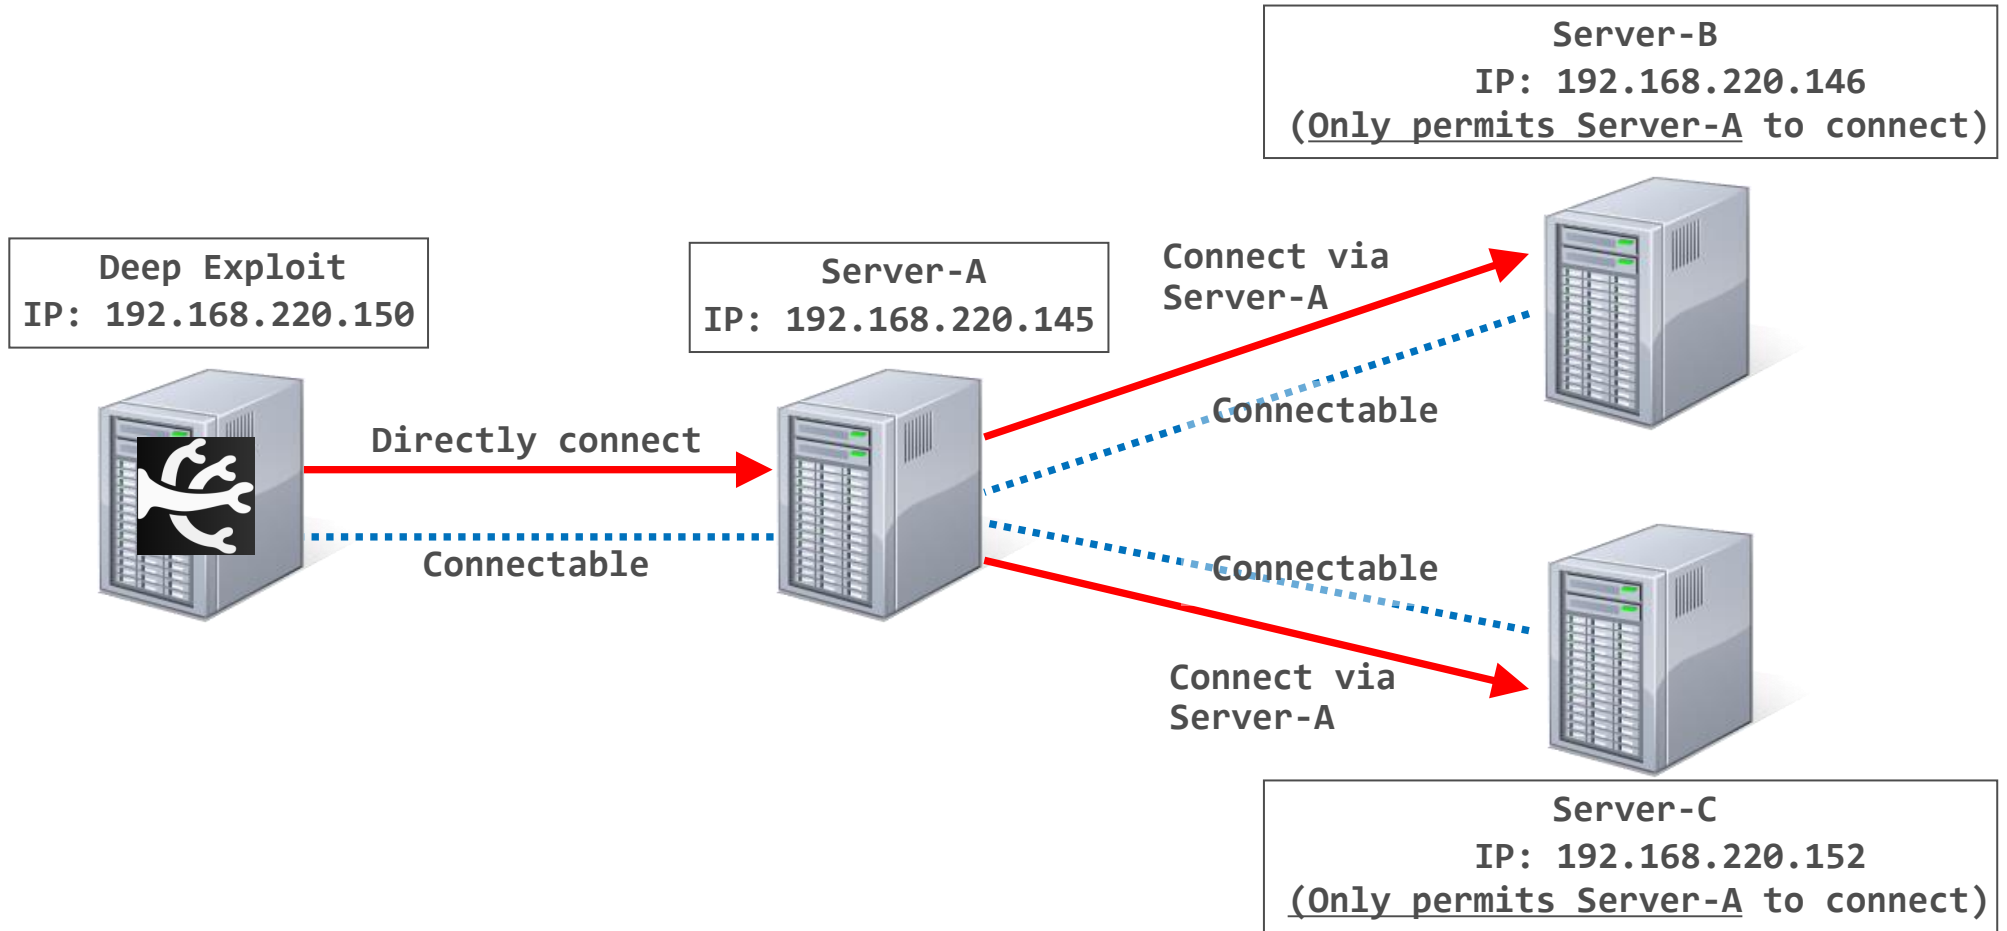 Server-B
IP: 192.168.220.146
(Only permits Server-A to connect)
Deep Exploit
IP: 192.168.220.150
Server-A
IP: 192.168.220.145
Connect via
Server-A
Connectable
Directly connect
Connectable
Connectable
Connect via
Server-A
Server-C
IP: 192.168.220.152
(Only permits Server-A to connect)